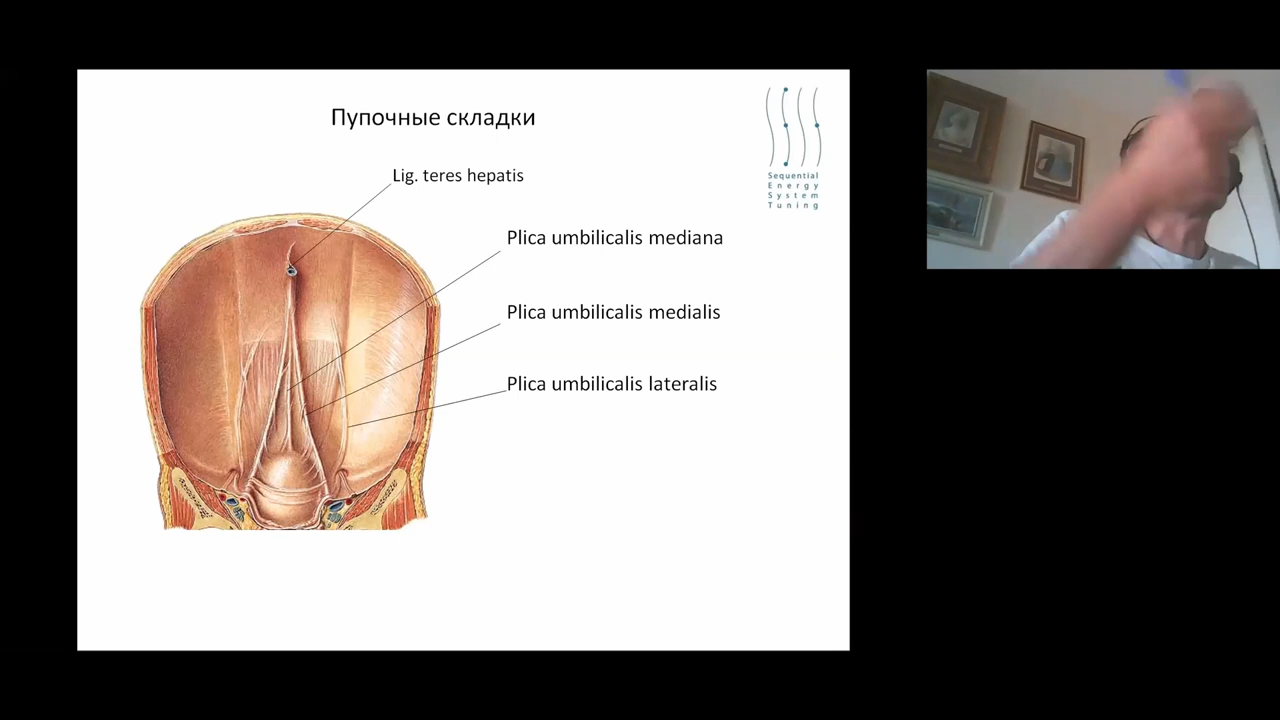 Пупочные складки
Lig. teres hepatis
Plica umbilicalis mediana
Plica umbilicalis medialis
Plica umbilicalis lateralis
Sequential
Energy
System
Tuning